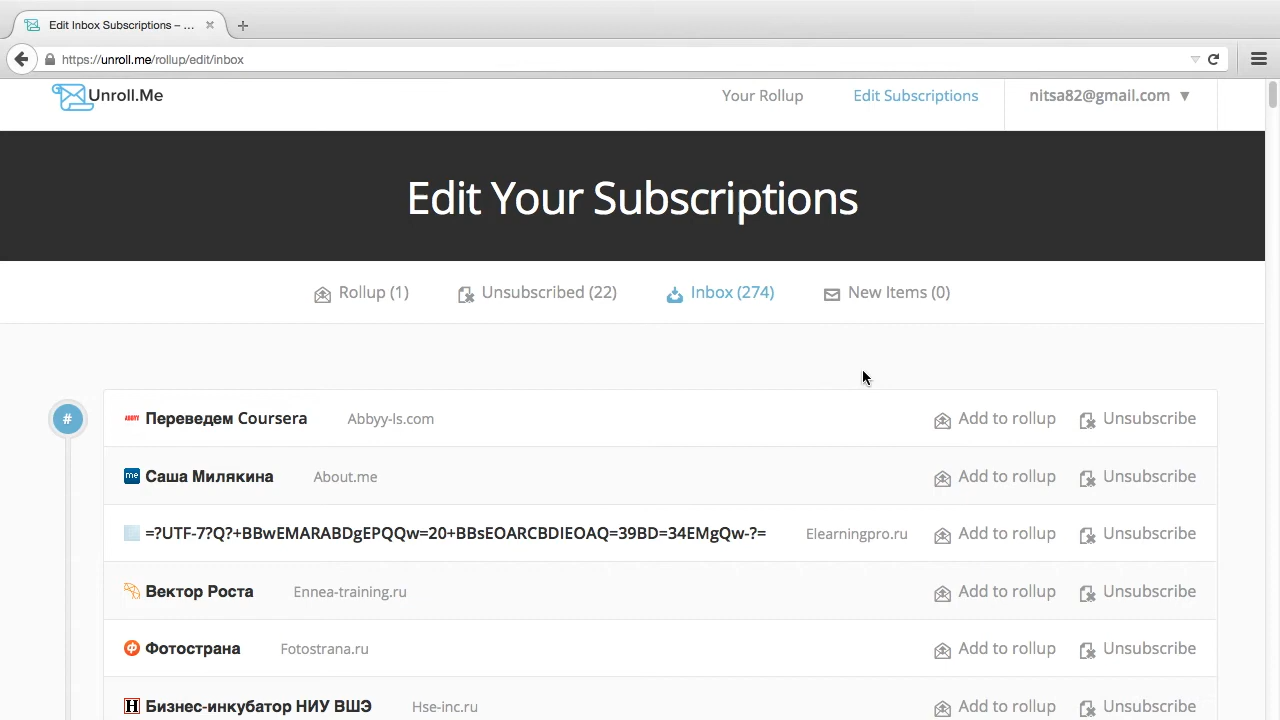 Edit Inbox Subscriptions – ...
https://unroll.me/rollup/edit/inbox
Unroll.Me
Your Rollup
Edit Subscriptions
nitsa82@gmail.com ▼
Edit Your Subscriptions
Rollup (1)
Unsubscribed (22)
Inbox (274)
New Items (0)
#
ABBYY Переведем Coursera Abbyy-ls.com Add to rollup Unsubscribe
me Саша Милякина About.me Add to rollup Unsubscribe
=?UTF-7?Q?+BBwEMARABDgEPQQw=20+BBsEOARCBDIEOAQ=39BD=34EMgQw-?= Elearningpro.ru Add to rollup Unsubscribe
Вектор Роста Ennea-training.ru Add to rollup Unsubscribe
Ф Фотострана Fotostrana.ru Add to rollup Unsubscribe
H Бизнес-инкубатор НИУ ВШЭ Hse-inc.ru Add to rollup Unsubscribe